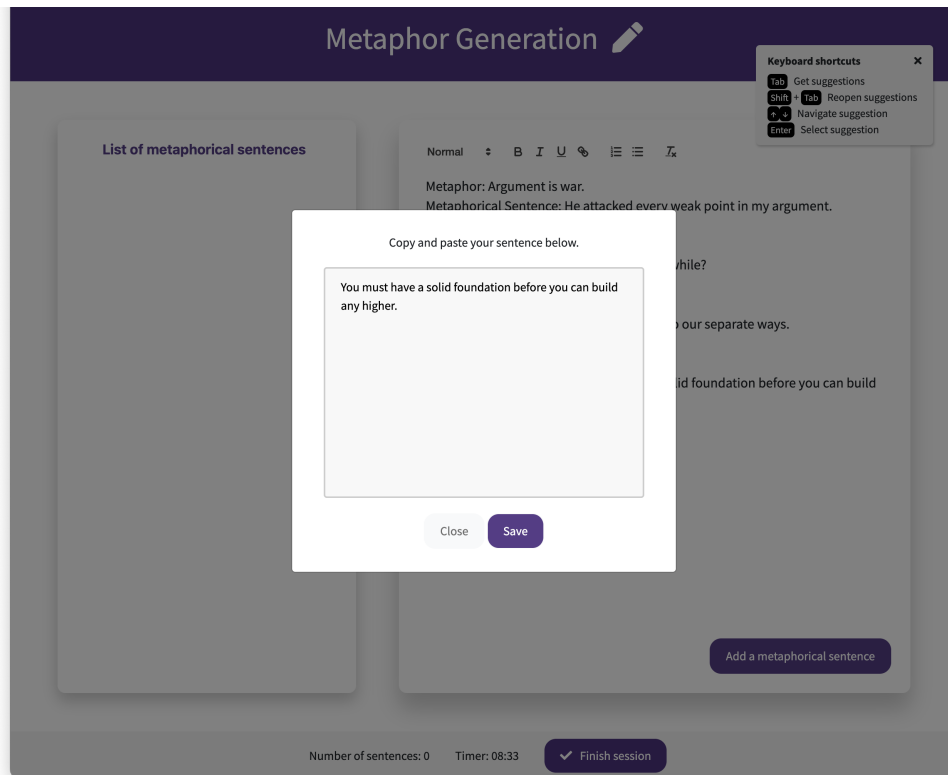 Metaphor Generation
Keyboard shortcuts
Tab Get suggestions
Shift + Tab Reopen suggestions
↑ ↓ Navigate suggestion
Enter Select suggestion
List of metaphorical sentences
Normal B I U
Metaphor: Argument is war.
Metaphorical Sentence: He attacked every weak point in my argument.
while?
our separate ways.
foundation before you can build
Copy and paste your sentence below.
You must have a solid foundation before you can build
any higher.
Close Save
Add a metaphorical sentence
Number of sentences: 0 Timer: 08:33 Finish session